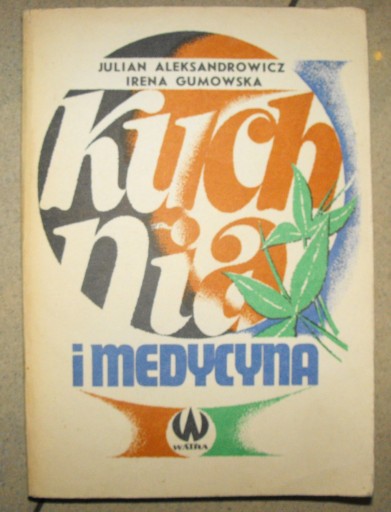 JULIAN ALEKSANDROWICZ
IRENA GUMOWSKA
Kuch
nia
i MEDYCYNA
WATRA